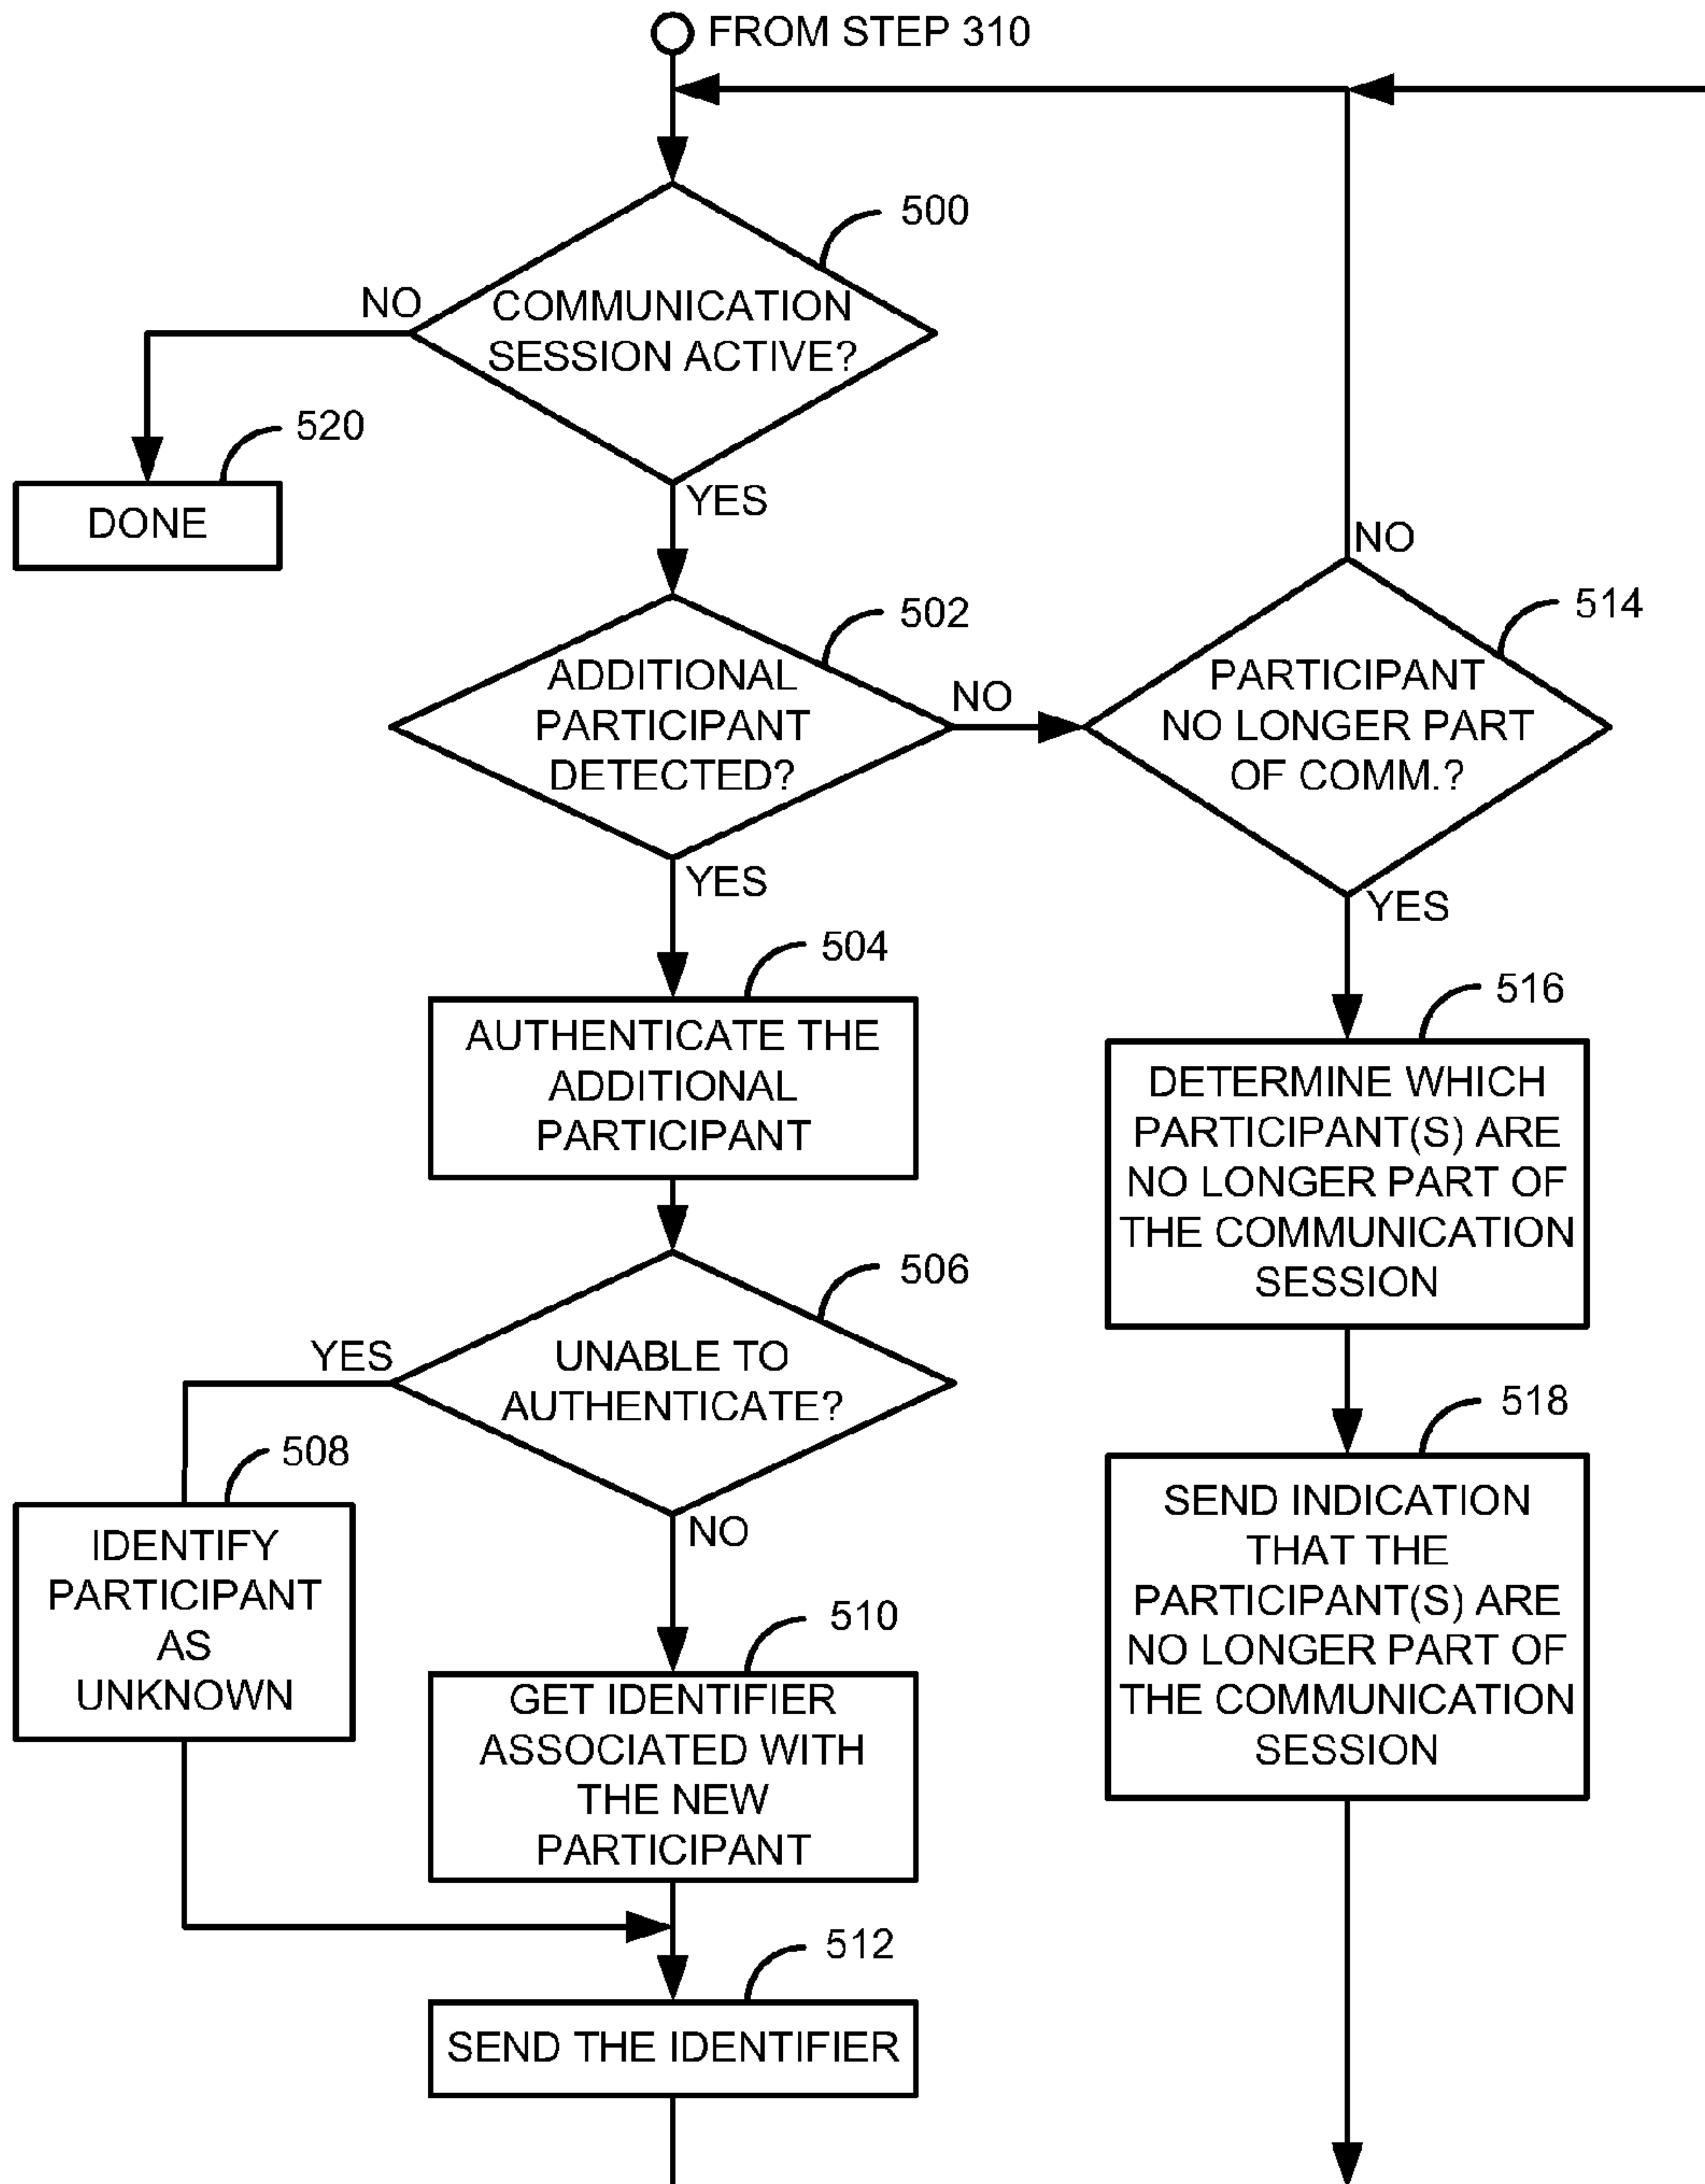 FROM STEP 310
500
COMMUNICATION
SESSION ACTIVE?
NO
YES
520
DONE
502
ADDITIONAL
PARTICIPANT
DETECTED?
NO
YES
514
PARTICIPANT
NO LONGER PART
OF COMM.?
NO
YES
504
AUTHENTICATE THE
ADDITIONAL
PARTICIPANT
516
DETERMINE WHICH
PARTICIPANT(S) ARE
NO LONGER PART OF
THE COMMUNICATION
SESSION
506
UNABLE TO
AUTHENTICATE?
YES
NO
508
IDENTIFY
PARTICIPANT
AS
UNKNOWN
518
SEND INDICATION
THAT THE
PARTICIPANT(S) ARE
NO LONGER PART OF
THE COMMUNICATION
SESSION
510
GET IDENTIFIER
ASSOCIATED WITH
THE NEW
PARTICIPANT
512
SEND THE IDENTIFIER